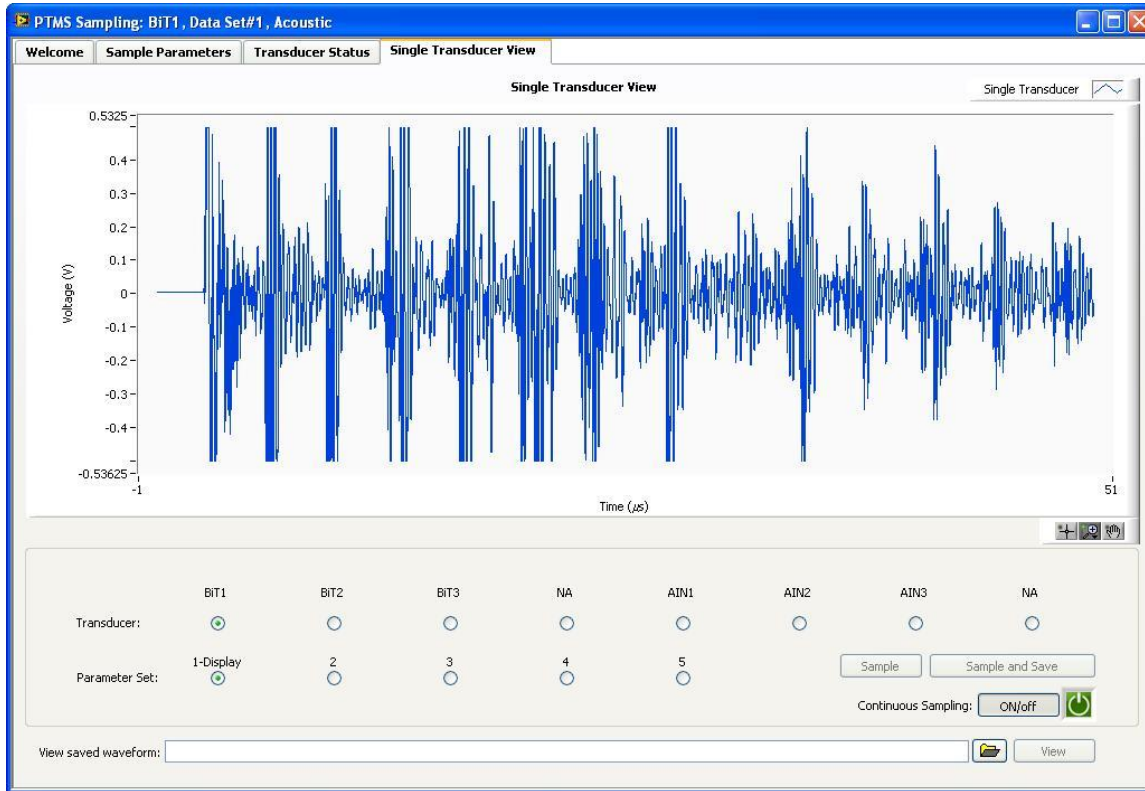 PTMS Sampling: BiT1, Data Set#1, Acoustic
Welcome Sample Parameters Transducer Status Single Transducer View
Single Transducer View
Single Transducer
0.5325
0.4
0.3
0.2
0.1
0
-0.1
-0.2
-0.3
-0.4
-0.53625
Voltage (V)
-1 51
Time (µs)
BiT1 BiT2 BiT3 NA AIN1 AIN2 AIN3 NA
Transducer:
1-Display 2 3 4 5
Parameter Set:
Sample Sample and Save
Continuous Sampling: ON/off
View saved waveform: View